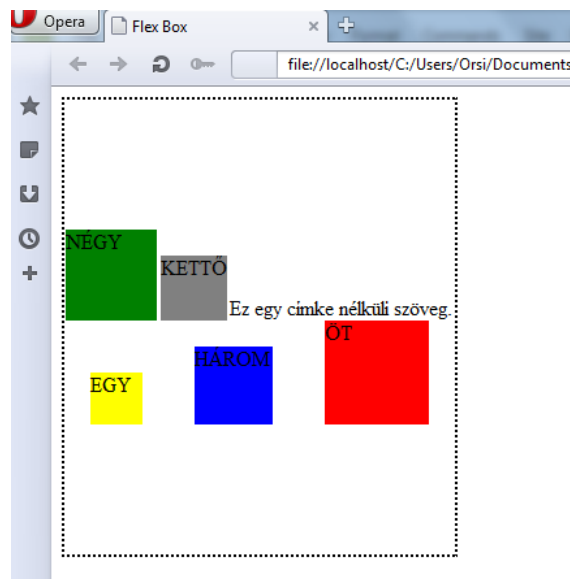 Opera
Flex Box
file://localhost/C:/Users/Orsi/Documents
NÉGY
KETTŐ
Ez egy címke nélküli szöveg.
ÖT
HÁROM
EGY